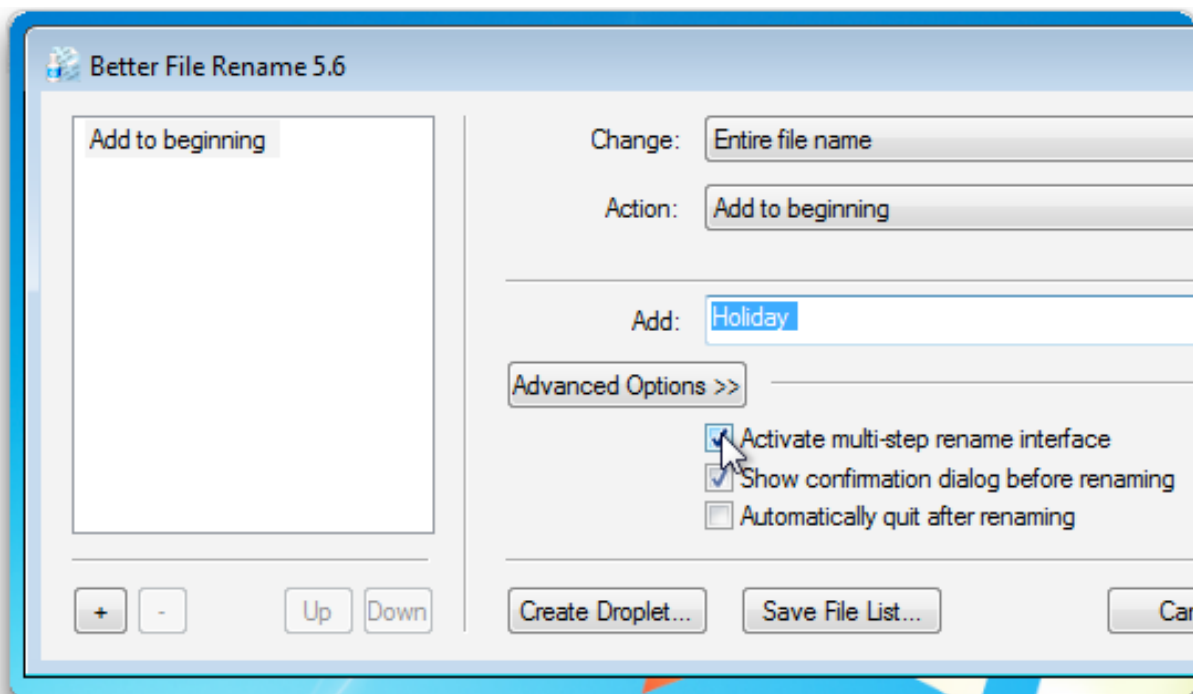 Better File Rename 5.6
Add to beginning
Change: Entire file name
Action: Add to beginning
Add: Holiday
Advanced Options >>
Activate multi-step rename interface
Show confirmation dialog before renaming
Automatically quit after renaming
+ - Up Down Create Droplet... Save File List...